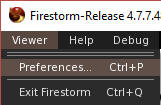 Firestorm-Release 4.7.7.4
Viewer Help Debug
Preferences... Ctrl+P
Exit Firestorm Ctrl+Q